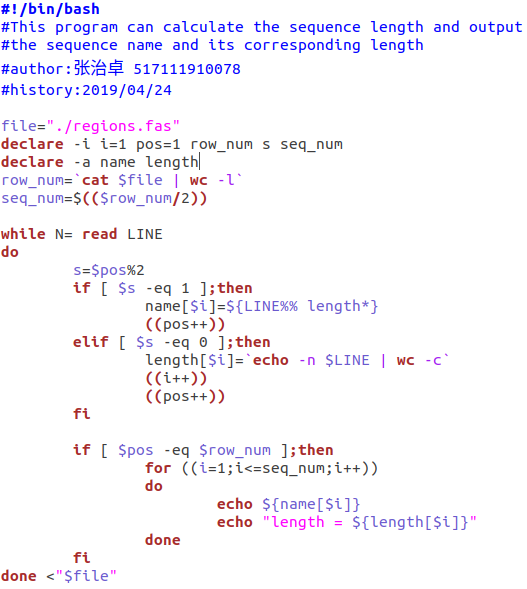 #!/bin/bash
#This program can calculate the sequence length and output
#the sequence name and its corresponding length
#author:张治卓 517111910078
#history:2019/04/24

file="./regions.fas"
declare -i i=1 pos=1 row_num s seq_num
declare -a name length
row_num=`cat $file | wc -l`
seq_num=$(($row_num/2))

while N= read LINE
do
        s=$pos%2
        if [ $s -eq 1 ];then
                name[$i]=${LINE%% length*}
                ((pos++))
        elif [ $s -eq 0 ];then
                length[$i]=`echo -n $LINE | wc -c`
                ((i++))
                ((pos++))
        fi

        if [ $pos -eq $row_num ];then
                for ((i=1;i<=seq_num;i++))
                do
                        echo ${name[$i]}
                        echo "length = ${length[$i]}"
                done
        fi
done <"$file"